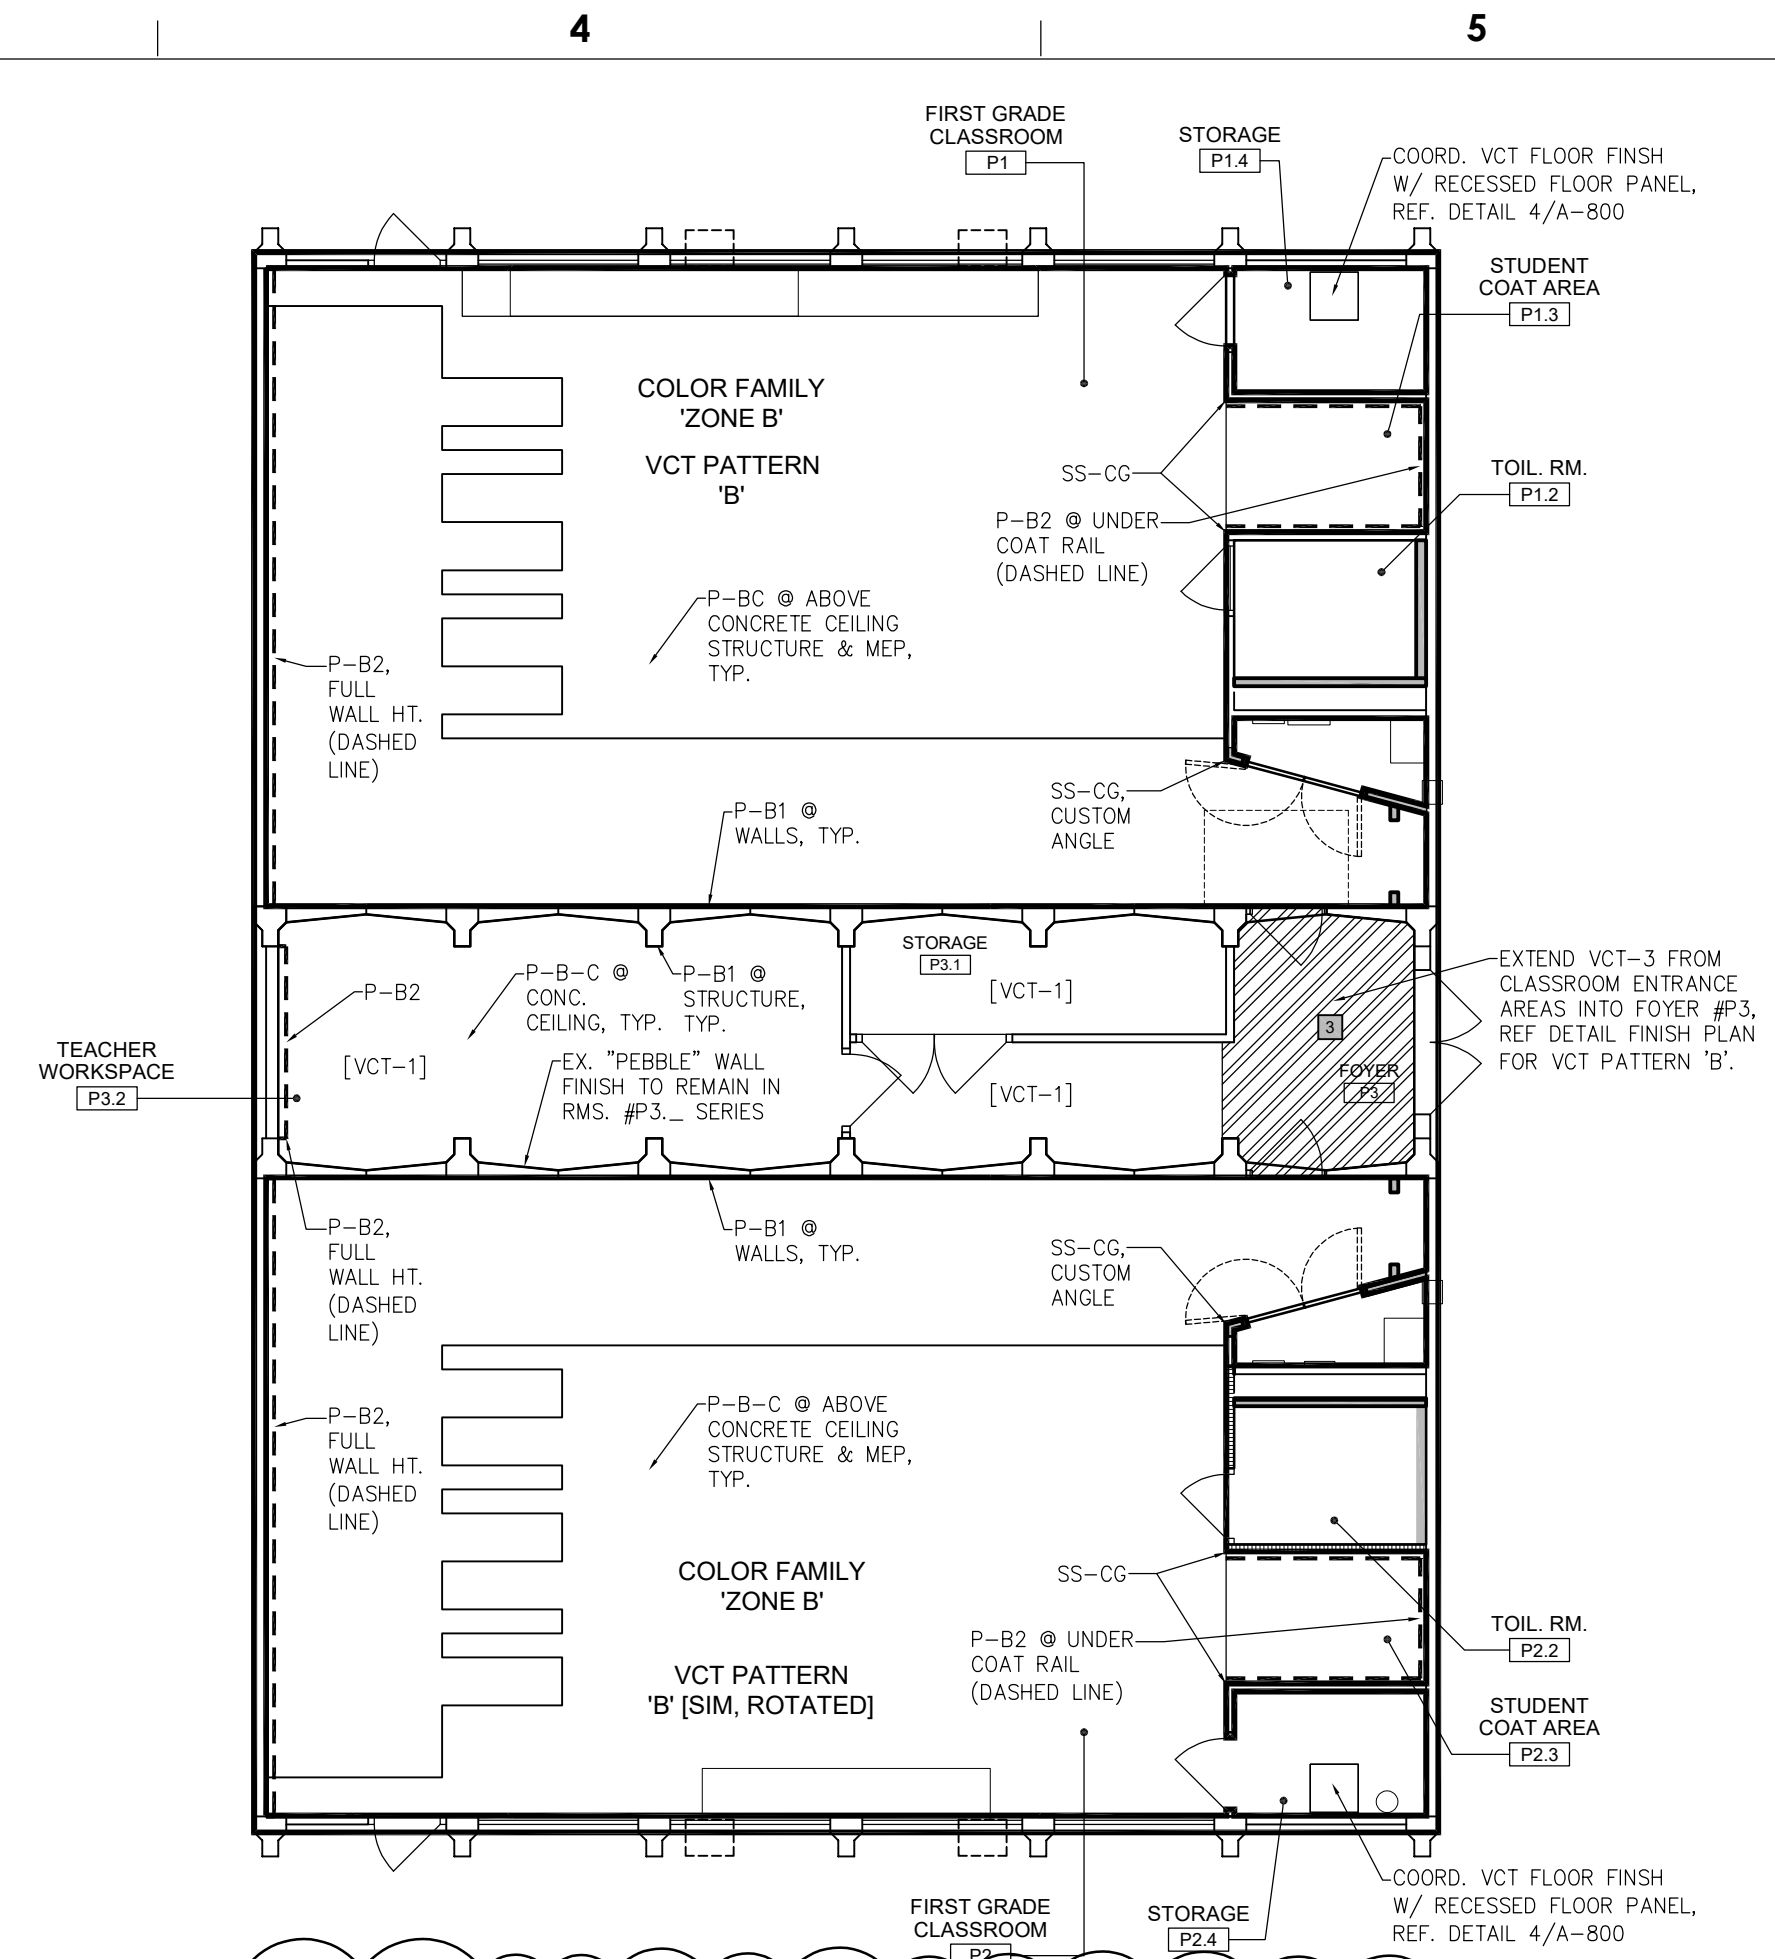 4
5
FIRST GRADE
CLASSROOM
P1
STORAGE
P1.4
COORD. VCT FLOOR FINSH
W/ RECESSED FLOOR PANEL,
REF. DETAIL 4/A-800
STUDENT
COAT AREA
P1.3
COLOR FAMILY
'ZONE B'
VCT PATTERN
'B'
SS-CG
TOIL. RM.
P1.2
P-B2 @ UNDER
COAT RAIL
(DASHED LINE)
P-BC @ ABOVE
CONCRETE CEILING
STRUCTURE & MEP,
TYP.
P-B2,
FULL
WALL HT.
(DASHED
LINE)
SS-CG,
CUSTOM
ANGLE
P-B1 @
WALLS, TYP.
STORAGE
P3.1
[VCT-1]
P-B2
P-B-C @
CONC.
CEILING, TYP.
P-B1 @
STRUCTURE,
TYP.
EXTEND VCT-3 FROM
CLASSROOM ENTRANCE
AREAS INTO FOYER #P3,
REF DETAIL FINISH PLAN
FOR VCT PATTERN 'B'.
3
TEACHER
WORKSPACE
P3.2
[VCT-1]
EX. "PEBBLE" WALL
FINISH TO REMAIN IN
RMS. #P3._ SERIES
[VCT-1]
FOYER
P3
P-B2,
FULL
WALL HT.
(DASHED
LINE)
P-B1 @
WALLS, TYP.
SS-CG,
CUSTOM
ANGLE
P-B2,
FULL
WALL HT.
(DASHED
LINE)
P-B-C @ ABOVE
CONCRETE CEILING
STRUCTURE & MEP,
TYP.
COLOR FAMILY
'ZONE B'
SS-CG
P-B2 @ UNDER
COAT RAIL
(DASHED LINE)
TOIL. RM.
P2.2
VCT PATTERN
'B' [SIM, ROTATED]
STUDENT
COAT AREA
P2.3
COORD. VCT FLOOR FINSH
W/ RECESSED FLOOR PANEL,
REF. DETAIL 4/A-800
FIRST GRADE
CLASSROOM
P2
STORAGE
P2.4